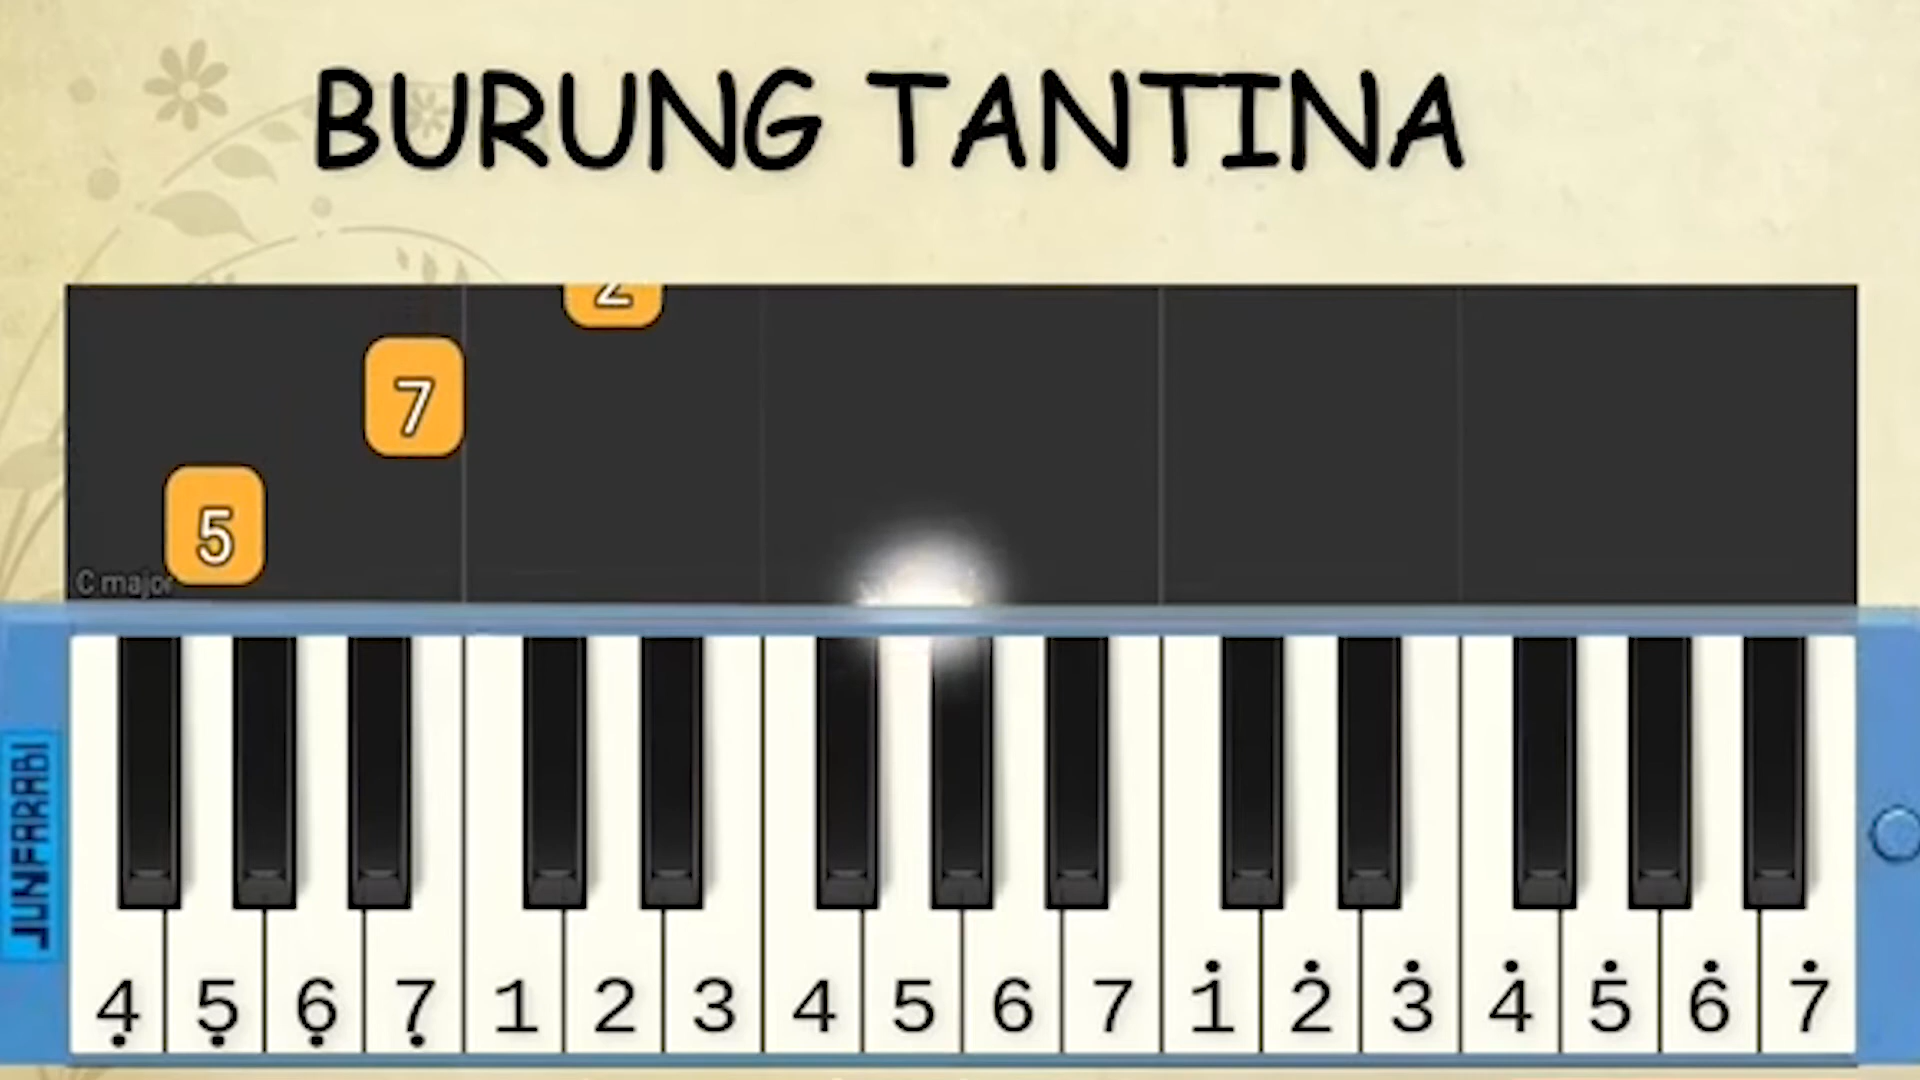 BURUNG TANTINA
2
7
5
C major
JUNFARABI
4̣ 5̣ 6̣ 7̣ 1 2 3 4 5 6 7 1̇ 2̇ 3̇ 4̇ 5̇ 6̇ 7̇